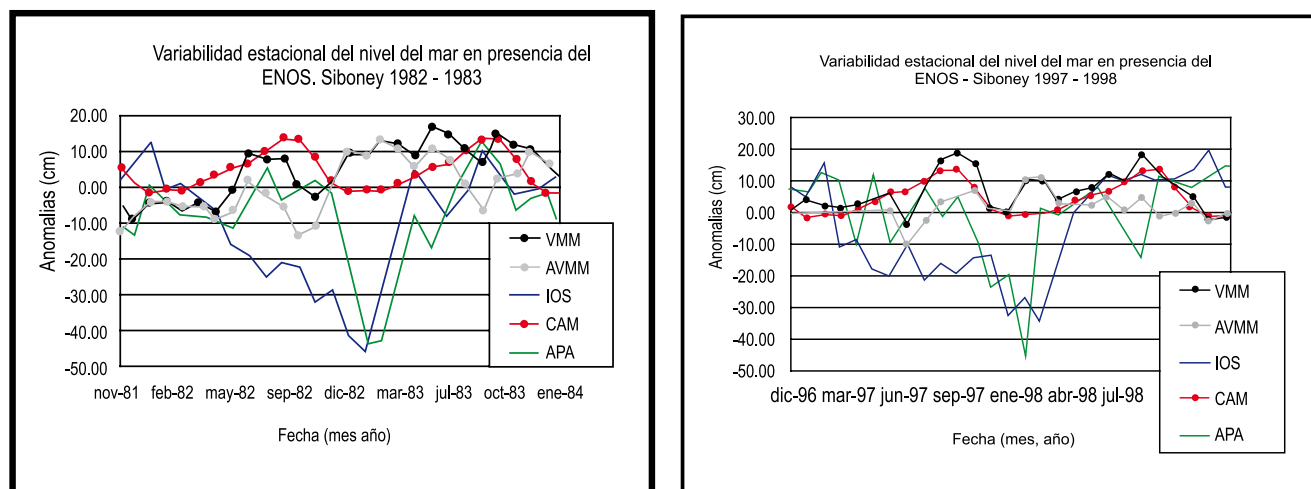 Variabilidad estacional del nivel del mar en presencia del
ENOS. Siboney 1982 - 1983
20.00
10.00
0.00
-10.00
-20.00
-30.00
-40.00
-50.00
Anomalias (cm)
VMM
AVMM
IOS
CAM
APA
nov-81 feb-82 may-82 sep-82 dic-82 mar-83 jul-83 oct-83 ene-84
Fecha (mes año)
Variabilidad estacional del nivel del mar en presencia del
ENOS - Siboney 1997 - 1998
30.00
20.00
10.00
0.00
-10.00
-20.00
-30.00
-40.00
-50.00
Anomalias (cm)
VMM
AVMM
IOS
CAM
APA
dic-96 mar-97 jun-97 sep-97 ene-98 abr-98 jul-98
Fecha (mes, año)